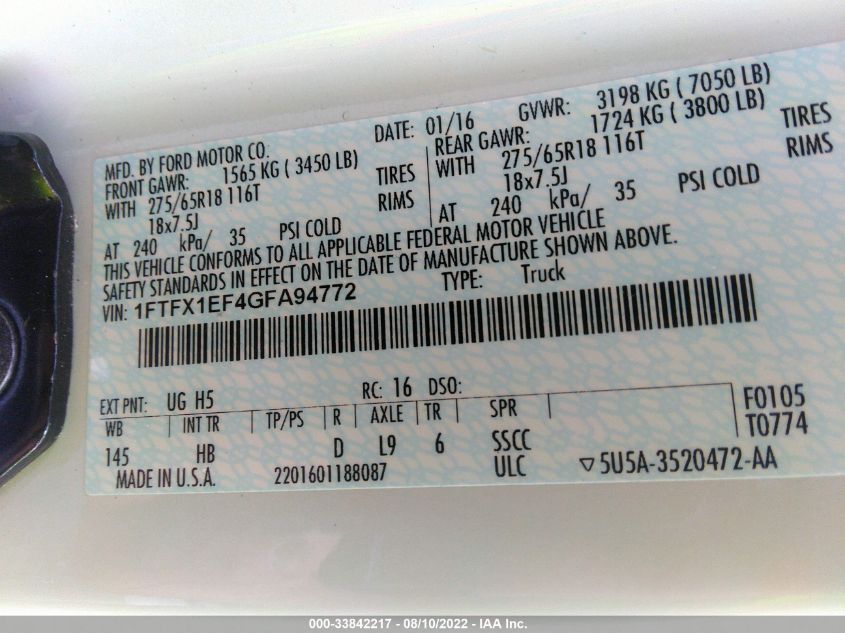 MFD. BY FORD MOTOR CO. DATE: 01/16 GVWR: 3198 KG ( 7050 LB)
FRONT GAWR: 1565 KG ( 3450 LB) REAR GAWR: 1724 KG ( 3800 LB)
WITH 275/65R18 116T TIRES WITH 275/65R18 116T TIRES
18x7.5J RIMS 18x7.5J RIMS
AT 240 kPa/ 35 PSI COLD AT 240 kPa/ 35 PSI COLD
THIS VEHICLE CONFORMS TO ALL APPLICABLE FEDERAL MOTOR VEHICLE
SAFETY STANDARDS IN EFFECT ON THE DATE OF MANUFACTURE SHOWN ABOVE.
VIN: 1FTFX1EF4GFA94772 TYPE: Truck
EXT PNT: UG H5 RC: 16 DSO: F0105
WB INT TR TP/PS R AXLE TR SPR T0774
145 HB D L9 6 SSCC
MADE IN U.S.A. 2201601188087 ULC ▽5U5A-3520472-AA
000-33842217 - 08/10/2022 - IAA Inc.